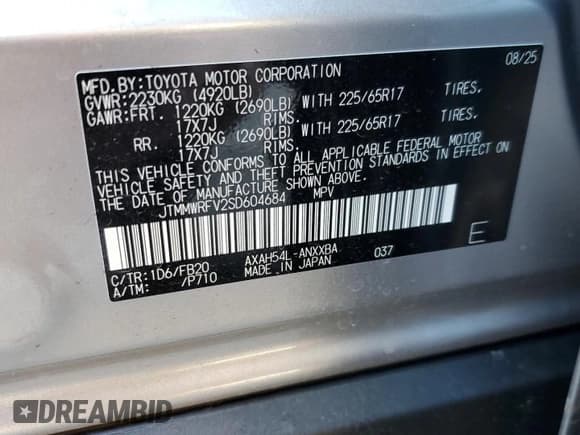 MFD.BY:TOYOTA MOTOR CORPORATION 08/25
GVWR:2230KG (4920LB)
GAWR:FRT. 1220KG (2690LB) WITH 225/65R17 TIRES.
17X7J RIMS.
RR. 1220KG (2690LB) WITH 225/65R17 TIRES.
17X7J RIMS.
THIS VEHICLE CONFORMS TO ALL APPLICABLE FEDERAL MOTOR
VEHICLE SAFETY AND THEFT PREVENTION STANDARDS IN EFFECT ON
THE DATE OF MANUFACTURE SHOWN ABOVE.
JTMMWRFV2SD604684 MPV
C/TR:1D6/FB20 AXAH54L-ANXXBA 037 E
A/TM: /P710 MADE IN JAPAN
DREAMBID